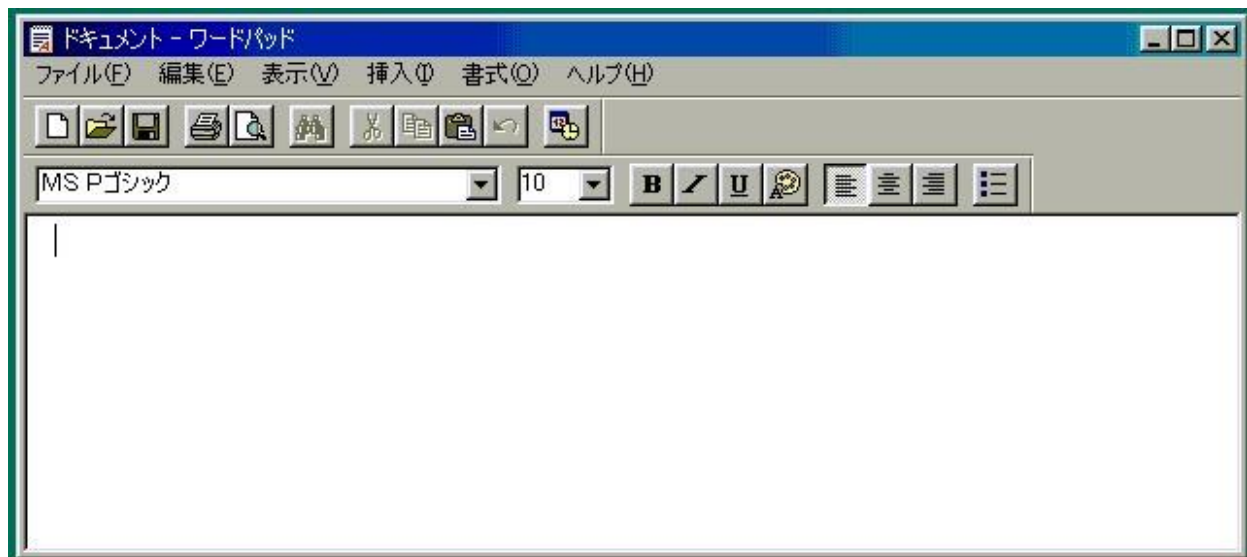 ドキュメント - ワードパッド
ファイル(F) 編集(E) 表示(V) 挿入(I) 書式(O) ヘルプ(H)
MS Pゴシック 10 B I U